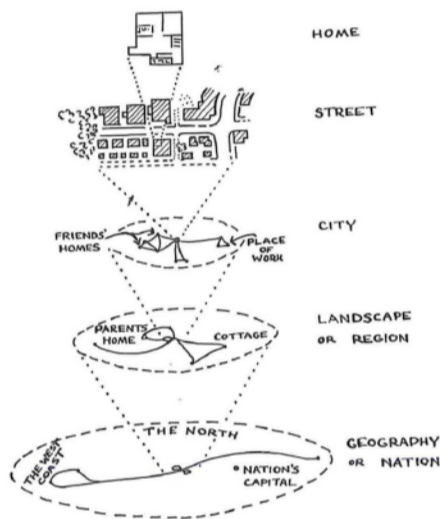 HOME
STREET
CITY
FRIENDS'
HOMES
PLACE
OF
WORK
LANDSCAPE
OR REGION
PARENTS'
HOME
COTTAGE
THE NORTH
GEOGRAPHY
OR NATION
THE WEST
COAST
NATION'S
CAPITAL